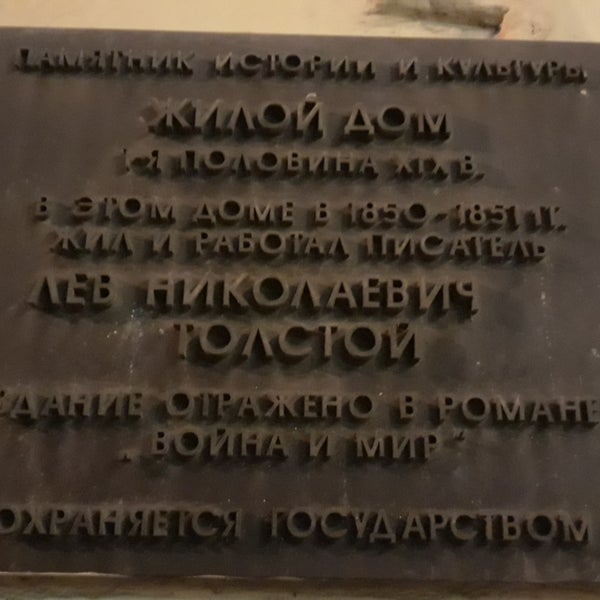 ПАМЯТНИК ИСТОРИИ И КУЛЬТУРЫ
ЖИЛОЙ ДОМ
1-Я ПОЛОВИНА XIX В.
В ЭТОМ ДОМЕ В 1850-1851 ГГ.
ЖИЛ И РАБОТАЛ ПИСАТЕЛЬ
ЛЕВ НИКОЛАЕВИЧ
ТОЛСТОЙ
ЗДАНИЕ ОТРАЖЕНО В РОМАНЕ
„ВОЙНА И МИР“
ОХРАНЯЕТСЯ ГОСУДАРСТВОМ